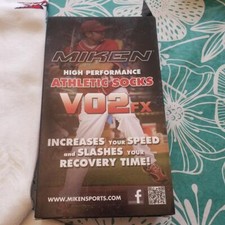 MIKEN
HIGH PERFORMANCE
ATHLETIC SOCKS
VO2FX
INCREASES YOUR SPEED
and SLASHES YOUR
RECOVERY TIME!
WWW.MIKENSPORTS.COM
f